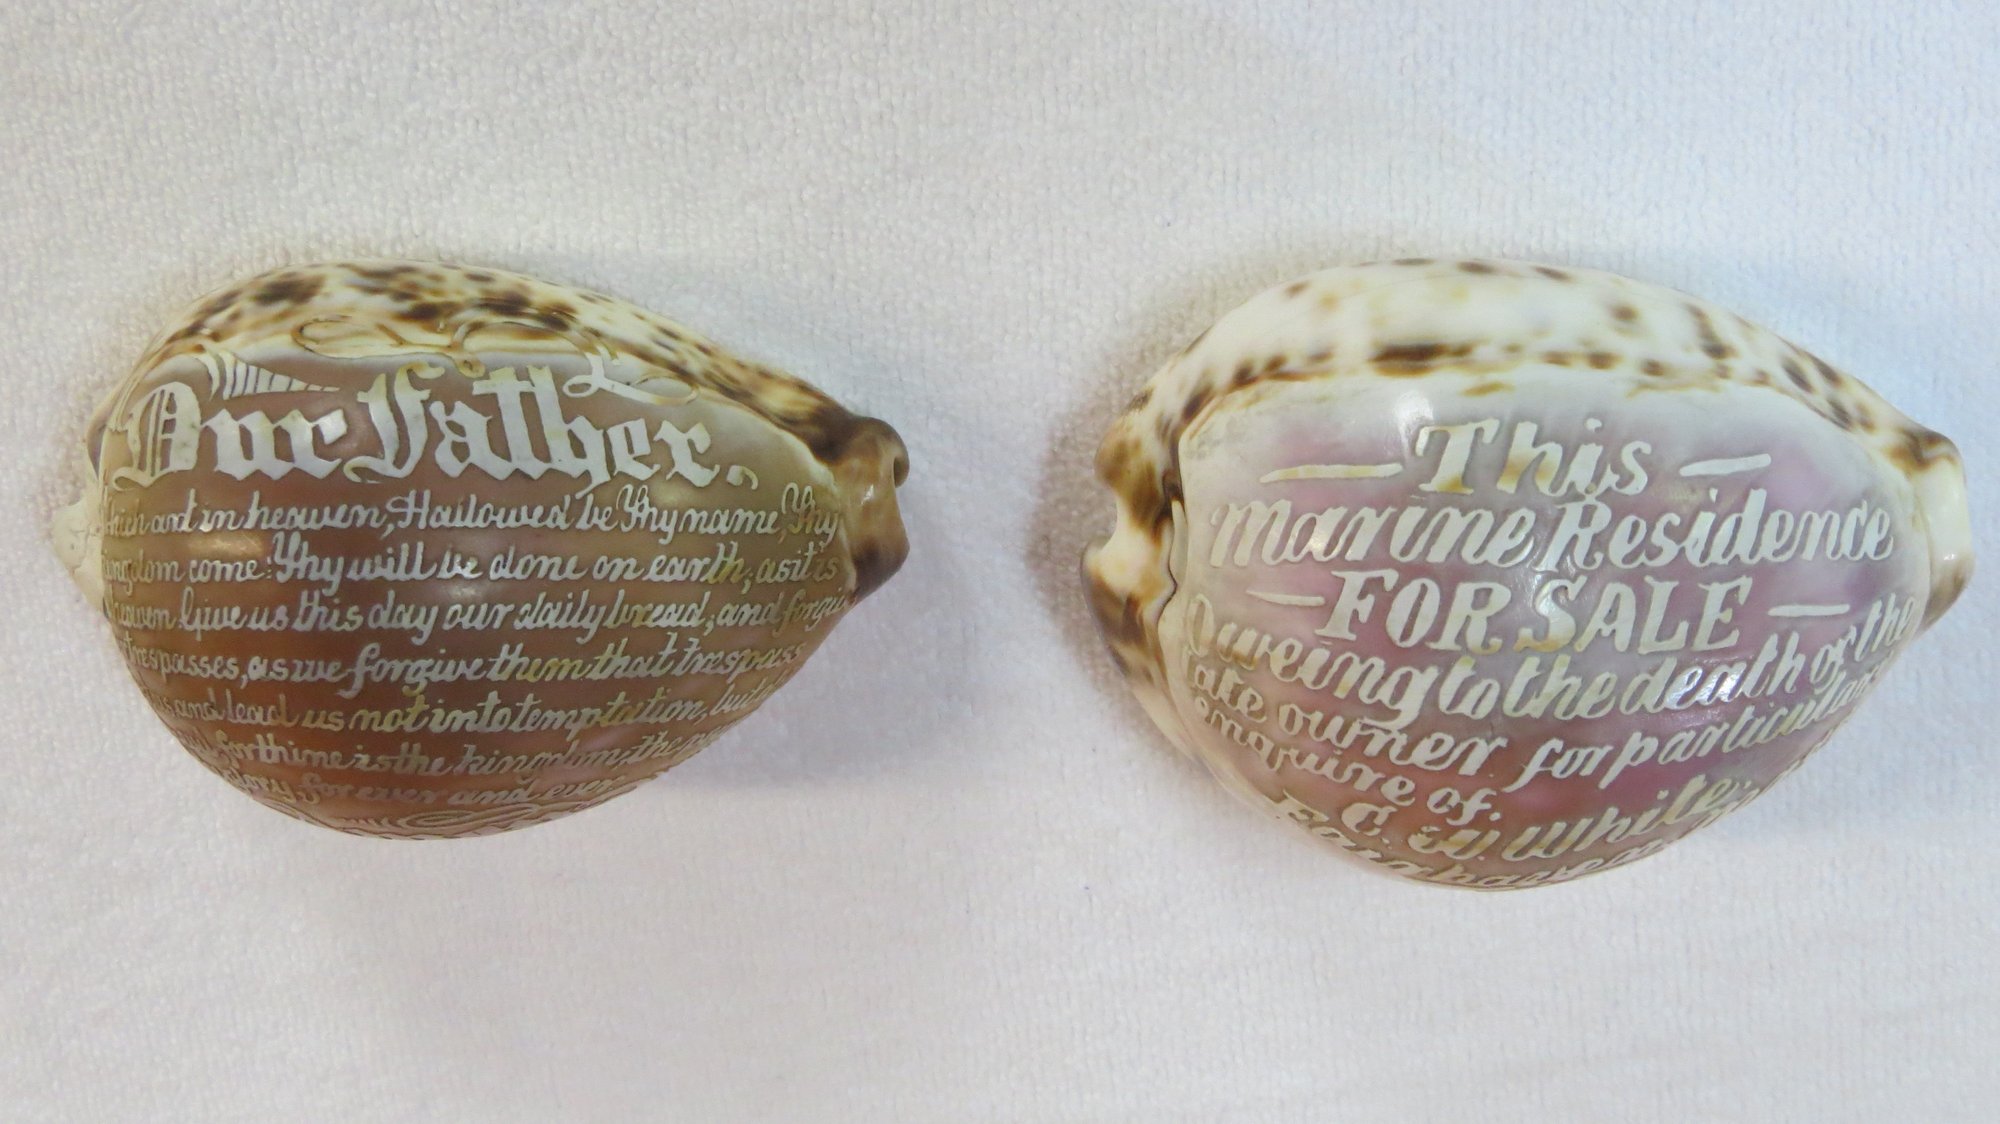 Our Father.
art in heaven, Hallowed be Thy name, Thy
come: Thy will be done on earth, as it is
heaven Give us this day our daily bread; and
trespasses, as we forgive them that trespass
and lead us not into temptation, but
for thine is the kingdom, the
glory, for ever and ever
— This —
Marine Residence
— FOR SALE —
Oweing to the death of the
late owner for particulars
enquire of.
C. W. White.